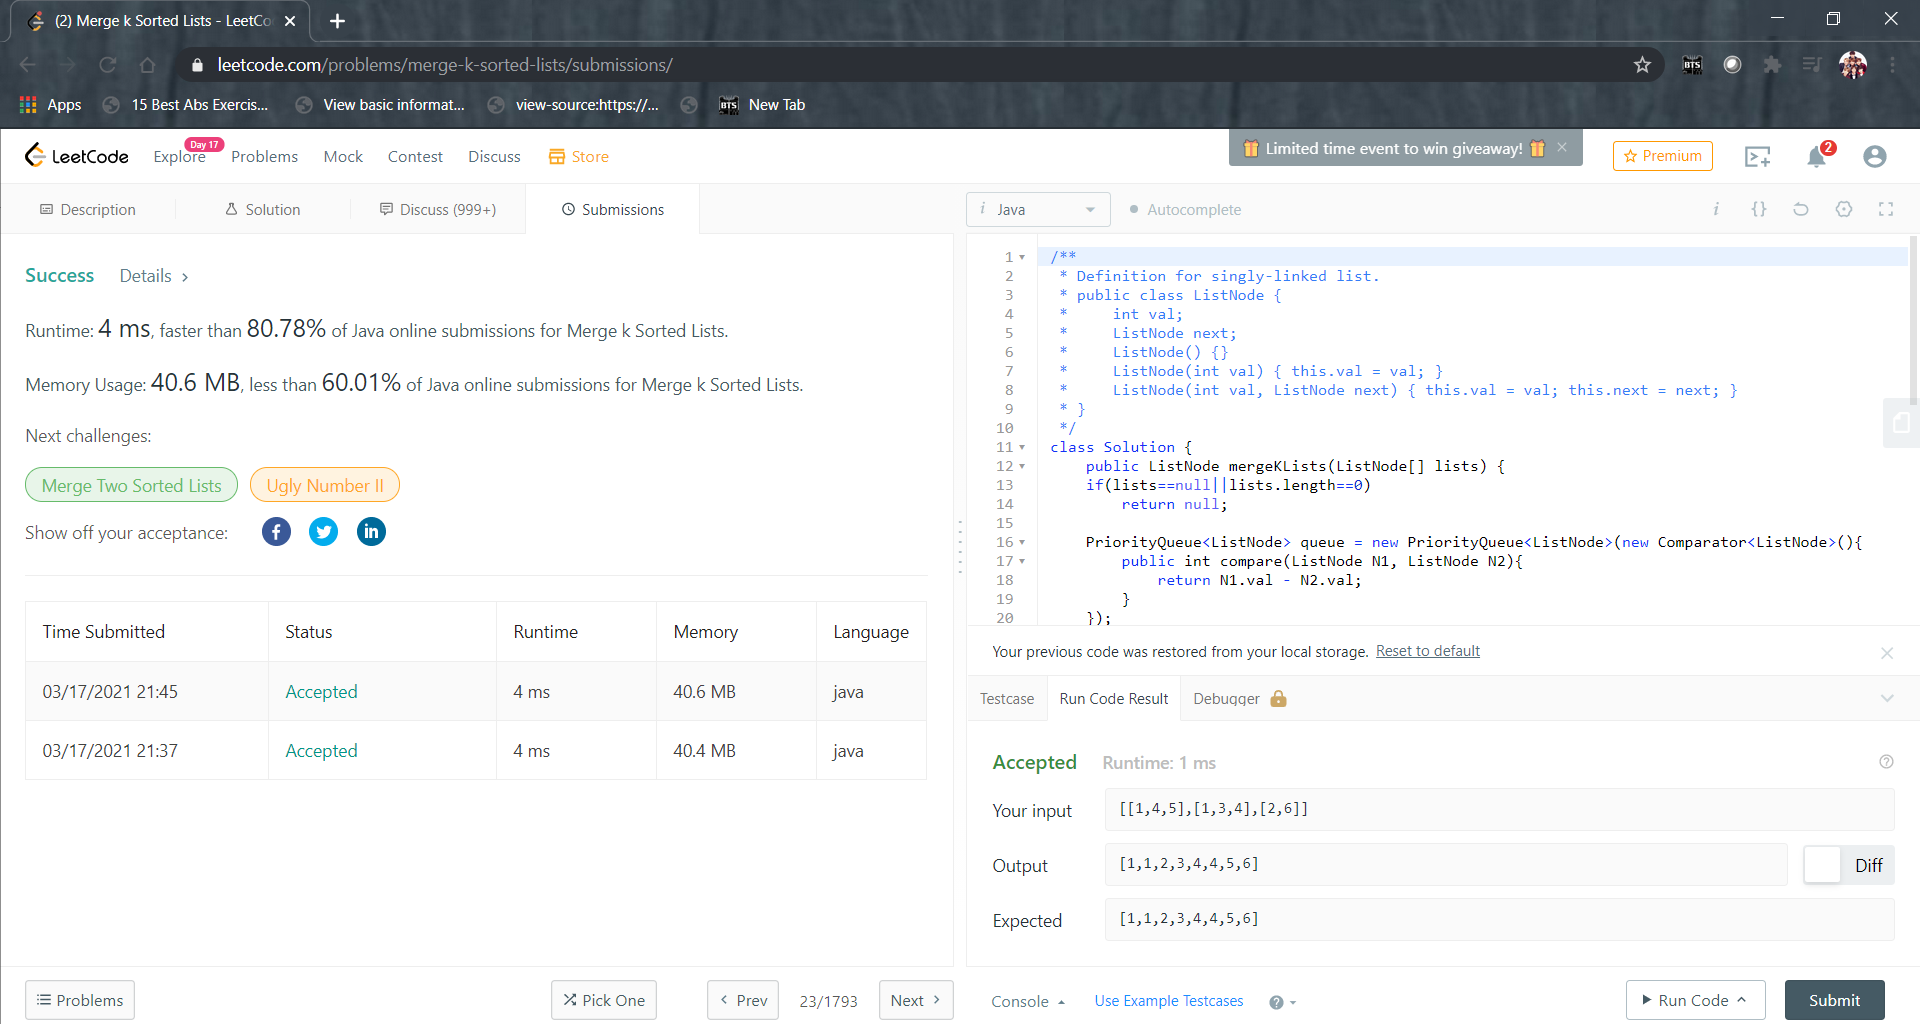 (2) Merge k Sorted Lists - LeetCo
leetcode.com/problems/merge-k-sorted-lists/submissions/
BTS
Apps
15 Best Abs Exercis...
View basic informat...
view-source:https://...
BTS
New Tab
LeetCode
Explore
Day 17
Problems
Mock
Contest
Discuss
Store
Limited time event to win giveaway!
Premium
2
Description
Solution
Discuss (999+)
Submissions
i Java
Autocomplete
i
{}
Success
Details >
Runtime: 4 ms, faster than 80.78% of Java online submissions for Merge k Sorted Lists.
Memory Usage: 40.6 MB, less than 60.01% of Java online submissions for Merge k Sorted Lists.
Next challenges:
Merge Two Sorted Lists
Ugly Number II
Show off your acceptance:
Time Submitted Status Runtime Memory Language
03/17/2021 21:45 Accepted 4 ms 40.6 MB java
03/17/2021 21:37 Accepted 4 ms 40.4 MB java
1 /**
2  * Definition for singly-linked list.
3  * public class ListNode {
4  *     int val;
5  *     ListNode next;
6  *     ListNode() {}
7  *     ListNode(int val) { this.val = val; }
8  *     ListNode(int val, ListNode next) { this.val = val; this.next = next; }
9  * }
10  */
11 class Solution {
12     public ListNode mergeKLists(ListNode[] lists) {
13     if(lists==null||lists.length==0)
14         return null;
15
16     PriorityQueue<ListNode> queue = new PriorityQueue<ListNode>(new Comparator<ListNode>(){
17         public int compare(ListNode N1, ListNode N2){
18             return N1.val - N2.val;
19         }
20     });
Your previous code was restored from your local storage. Reset to default
Testcase
Run Code Result
Debugger
Accepted Runtime: 1 ms
Your input [[1,4,5],[1,3,4],[2,6]]
Output [1,1,2,3,4,4,5,6]
Diff
Expected [1,1,2,3,4,4,5,6]
Problems
Pick One
< Prev
23/1793
Next >
Console
Use Example Testcases
?
Run Code
Submit